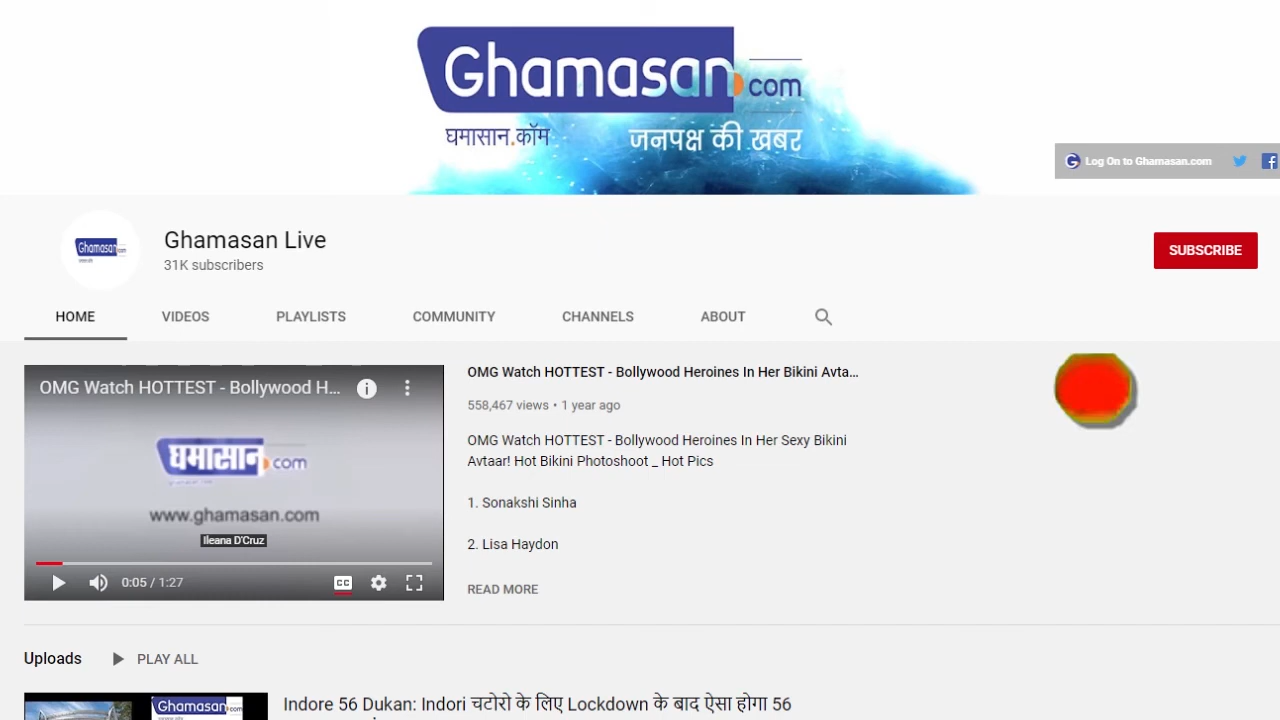 Ghamasan.com
घमासान.कॉम
जनपक्ष की खबर
Log On to Ghamasan.com
Ghamasan
Ghamasan Live
31K subscribers
SUBSCRIBE
HOME
VIDEOS
PLAYLISTS
COMMUNITY
CHANNELS
ABOUT
OMG Watch HOTTEST - Bollywood H...
घमासान.com
www.ghamasan.com
Ileana D'Cruz
0:05 / 1:27
CC
OMG Watch HOTTEST - Bollywood Heroines In Her Bikini Avta...
558,467 views • 1 year ago
OMG Watch HOTTEST - Bollywood Heroines In Her Sexy Bikini
Avtaar! Hot Bikini Photoshoot _ Hot Pics
1. Sonakshi Sinha
2. Lisa Haydon
READ MORE
Uploads
PLAY ALL
Ghamasan
Indore 56 Dukan: Indori चटोरो के लिए Lockdown के बाद ऐसा होगा 56